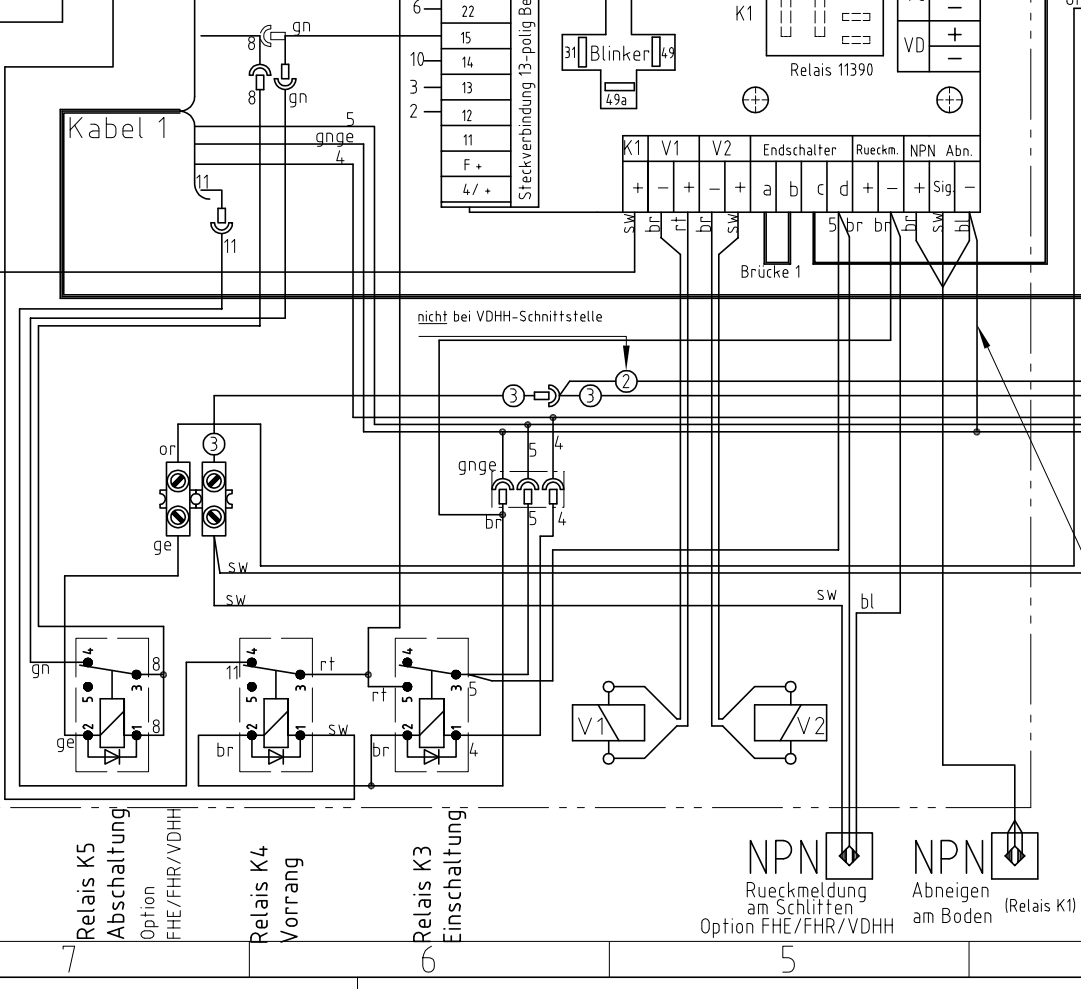 6
22
15
10
14
3
13
2
12
11
F +
4/ +
Steckverbindung 13-polig Be
gn
8
8
gn
Kabel 1
5
gnge
4
11
11
K1
Relais 11390
−
VD
+
−
31
Blinker
49
49a
K1 V1 V2 Endschalter Rueckm. NPN Abn.
+ − + − + a b c d + − + Sig. −
sw br rt br sw 5 br br br sw bl
Brücke 1
nicht bei VDHH-Schnittstelle
2
3
3
or
3
gnge
5
4
br
5
4
ge
sw
sw
sw
bl
gn
4
8
3
5
2
1
8
ge
11
4
rt
3
5
2
1
sw
br
4
rt
3
5
5
2
1
br
4
V1
V2
Relais K5
Abschaltung
Option
FHE/FHR/VDHH
Relais K4
Vorrang
Relais K3
Einschaltung
NPN
Rueckmeldung
am Schlitten
Option FHE/FHR/VDHH
NPN
Abneigen
am Boden
(Relais K1)
7
6
5